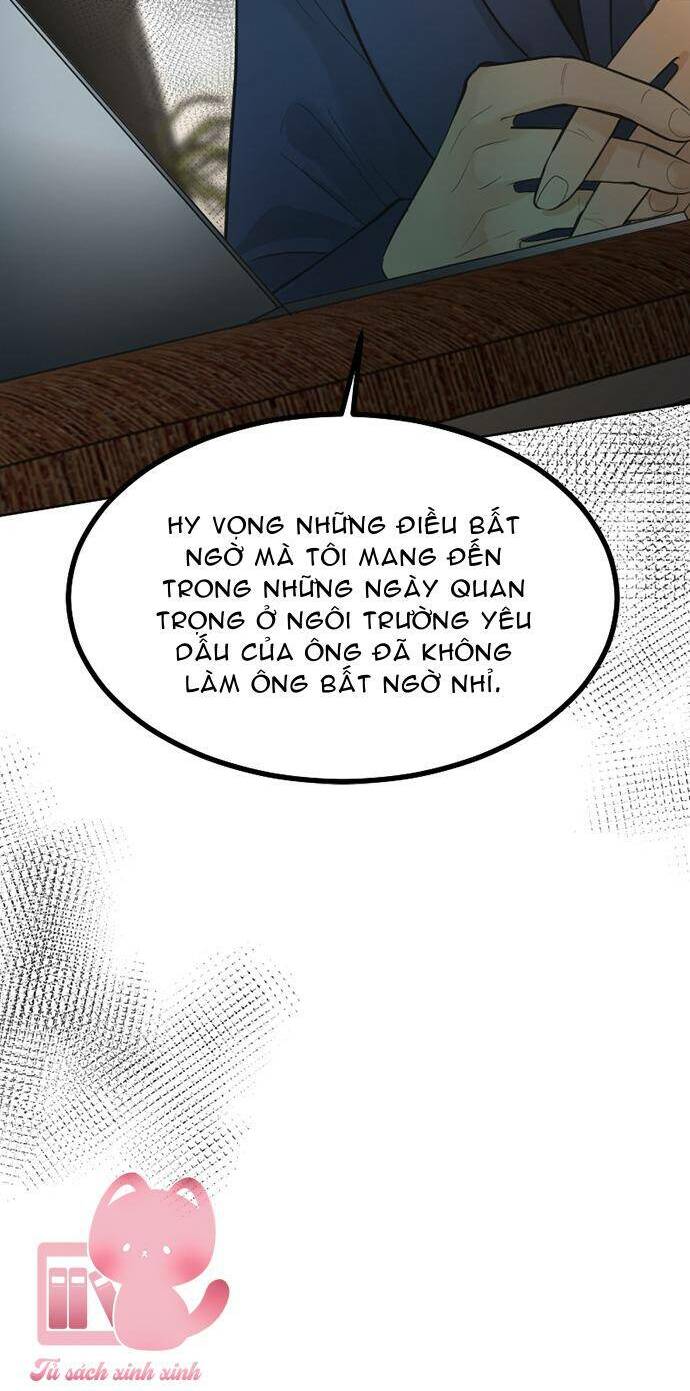 HY VỌNG NHỮNG ĐIỀU BẤT
NGỜ MÀ TÔI MANG ĐẾN
TRONG NHỮNG NGÀY QUAN
TRỌNG Ở NGÔI TRƯỜNG YÊU
DẤU CỦA ÔNG ĐÃ KHÔNG
LÀM ÔNG BẤT NGỜ NHỈ.
Tủ sách xinh xinh